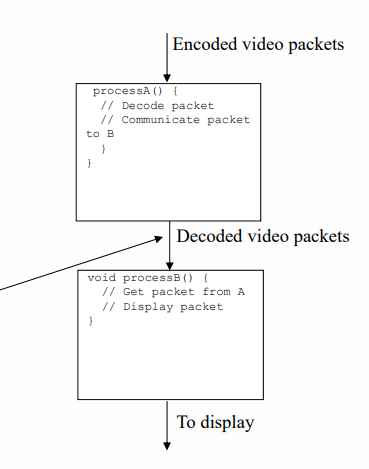 Encoded video packets
processA() {
// Decode packet
// Communicate packet
to B
}
}
Decoded video packets
void processB() {
// Get packet from A
// Display packet
}
To display